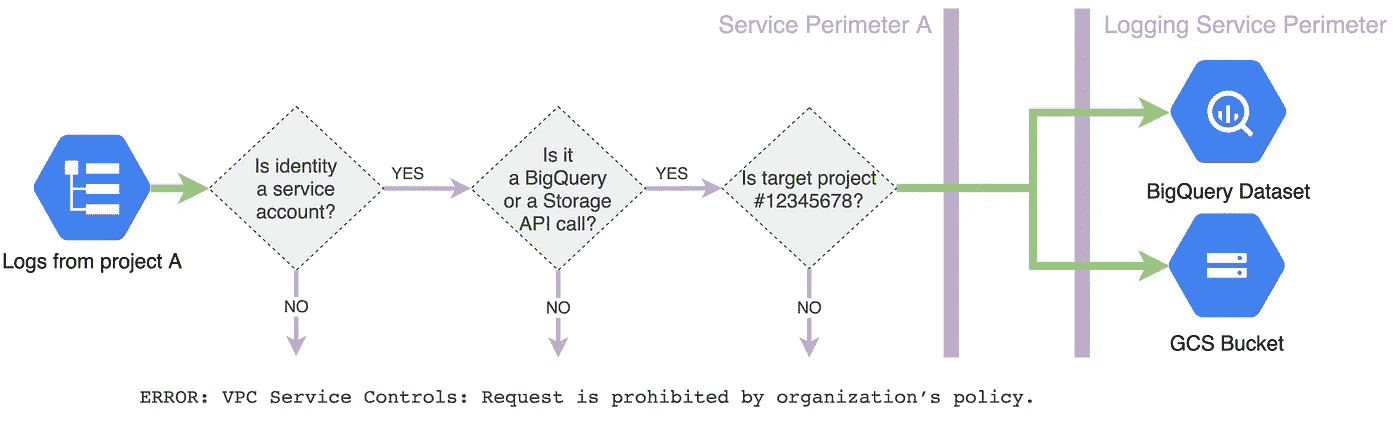 Service Perimeter A
Logging Service Perimeter
Logs from project A
Is identity
a service
account?
YES
Is it
a BigQuery
or a Storage
API call?
YES
Is target project
#12345678?
BigQuery Dataset
GCS Bucket
NO
NO
NO
ERROR: VPC Service Controls: Request is prohibited by organization's policy.